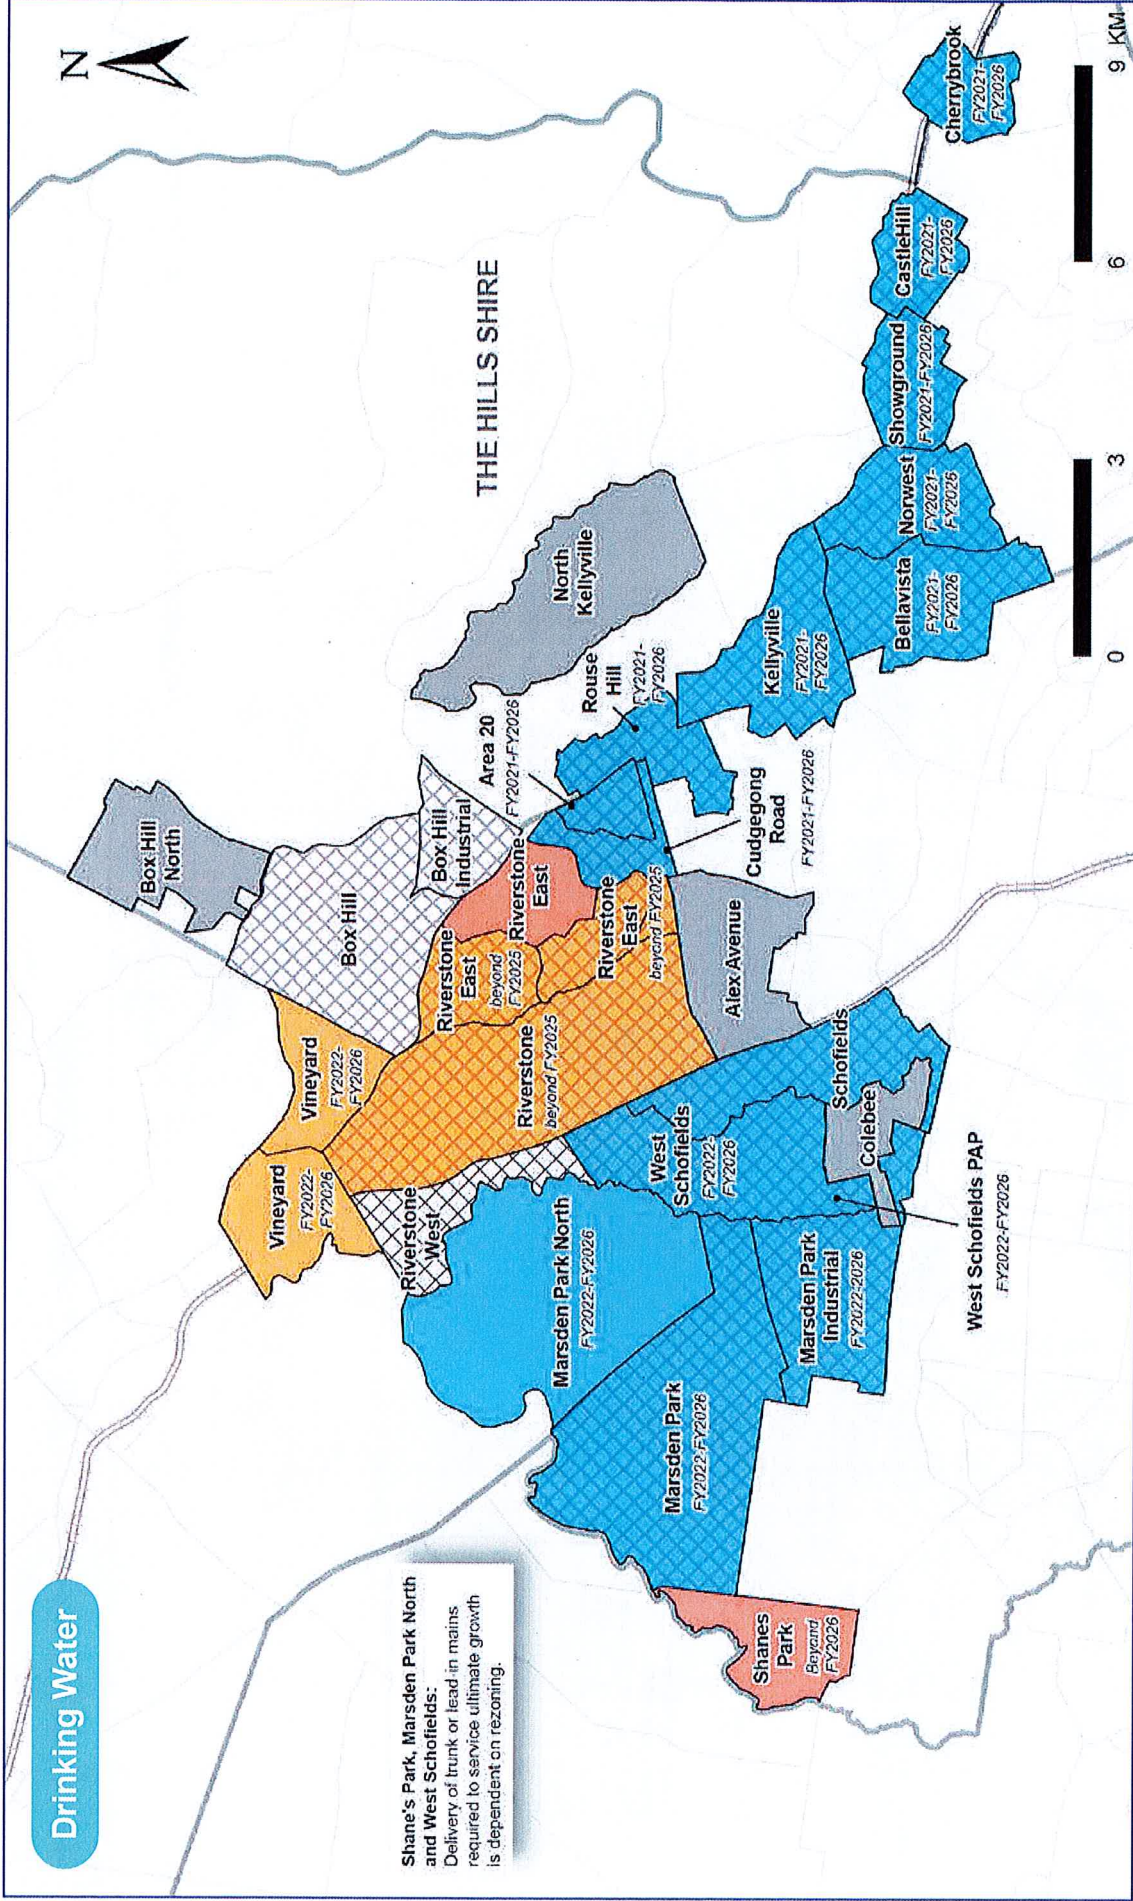 Drinking Water
N
THE HILLS SHIRE
Box Hill
North
Box Hill
Box Hill
Industrial
North
Kellyville
Vineyard
FY2022-
FY2026
Vineyard
FY2022-
FY2026
Riverstone
East
beyond
FY2025
Riverstone
East
Area 20
FY2021-FY2026
Rouse
Hill
FY2021-
FY2026
Riverstone
West
Riverstone
beyond FY2025
Riverstone
East
beyond FY2025
Shane's Park, Marsden Park North
and West Schofields:
Delivery of trunk or lead-in mains
required to service ultimate growth
is dependent on rezoning.
Marsden Park North
FY2022-FY2026
West
Schofields
FY2022-
FY2026
Alex Avenue
Cudgegong
Road
FY2021-FY2026
Kellyville
FY2021-
FY2026
Marsden Park
FY2022-FY2026
Shanes
Park
Beyond
FY2026
Marsden Park
Industrial
FY2022-2026
Schofields
Colebee
West Schofields PAP
FY2022-FY2026
Bellavista
FY2021-
FY2026
Norwest
FY2021-
FY2026
Showground
FY2021-FY2026
CastleHill
FY2021-
FY2026
Cherrybrook
FY2021-
FY2026
0 3 6 9 KM